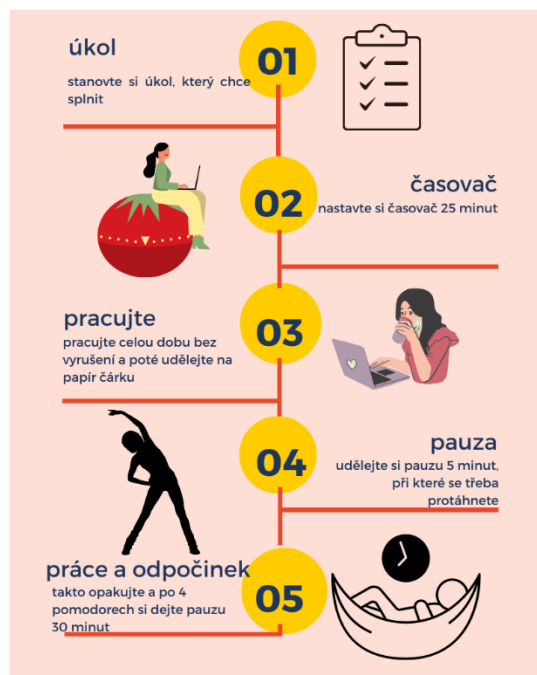 úkol
01
stanovte si úkol, který chce
splnit
02
časovač
nastavte si časovač 25 minut
pracujte
03
pracujte celou dobu bez
vyrušení a poté udělejte na
papír čárku
04
pauza
udělejte si pauzu 5 minut,
při které se třeba
protáhnete
práce a odpočinek
05
takto opakujte a po 4
pomodorech si dejte pauzu
30 minut